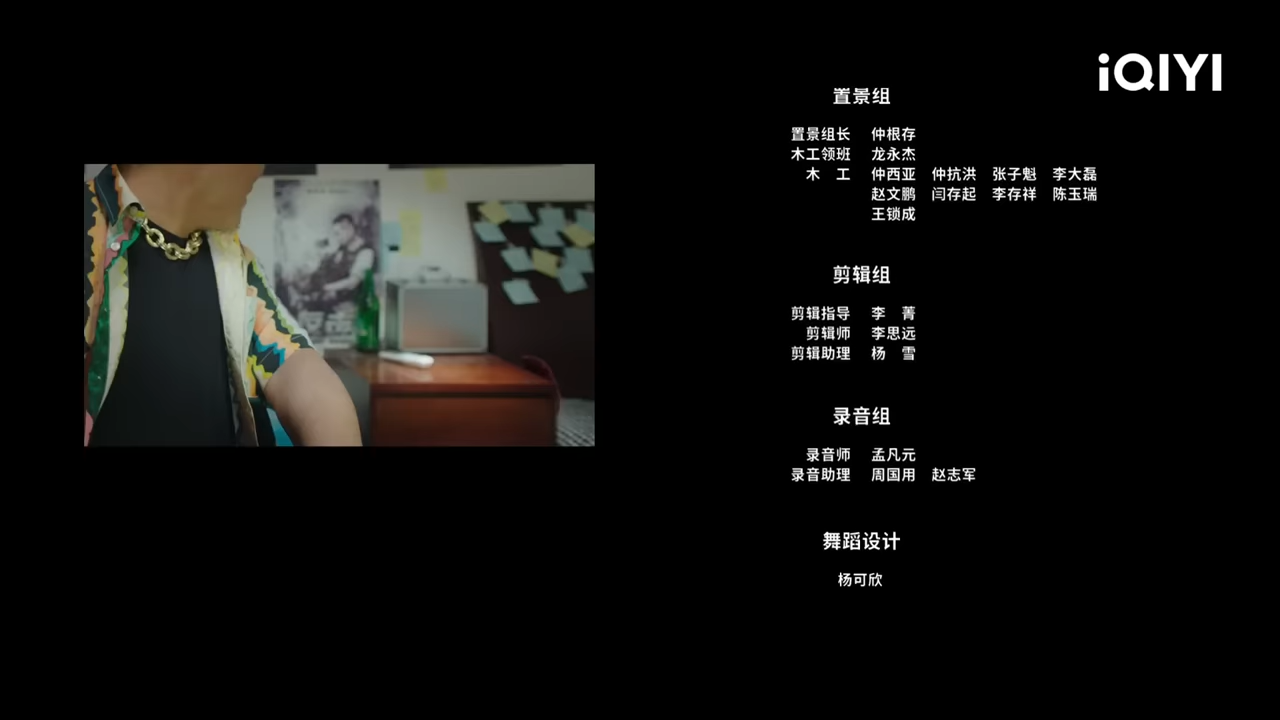 iQIYI
置景组
置景组长 仲根存
木工领班 龙永杰
木 工 仲西亚 仲抗洪 张子魁 李大磊
赵文鹏 闫存起 李存祥 陈玉瑞
王锁成
剪辑组
剪辑指导 李 菁
剪辑师 李思远
剪辑助理 杨 雪
录音组
录音师 孟凡元
录音助理 周国用 赵志军
舞蹈设计
杨可欣